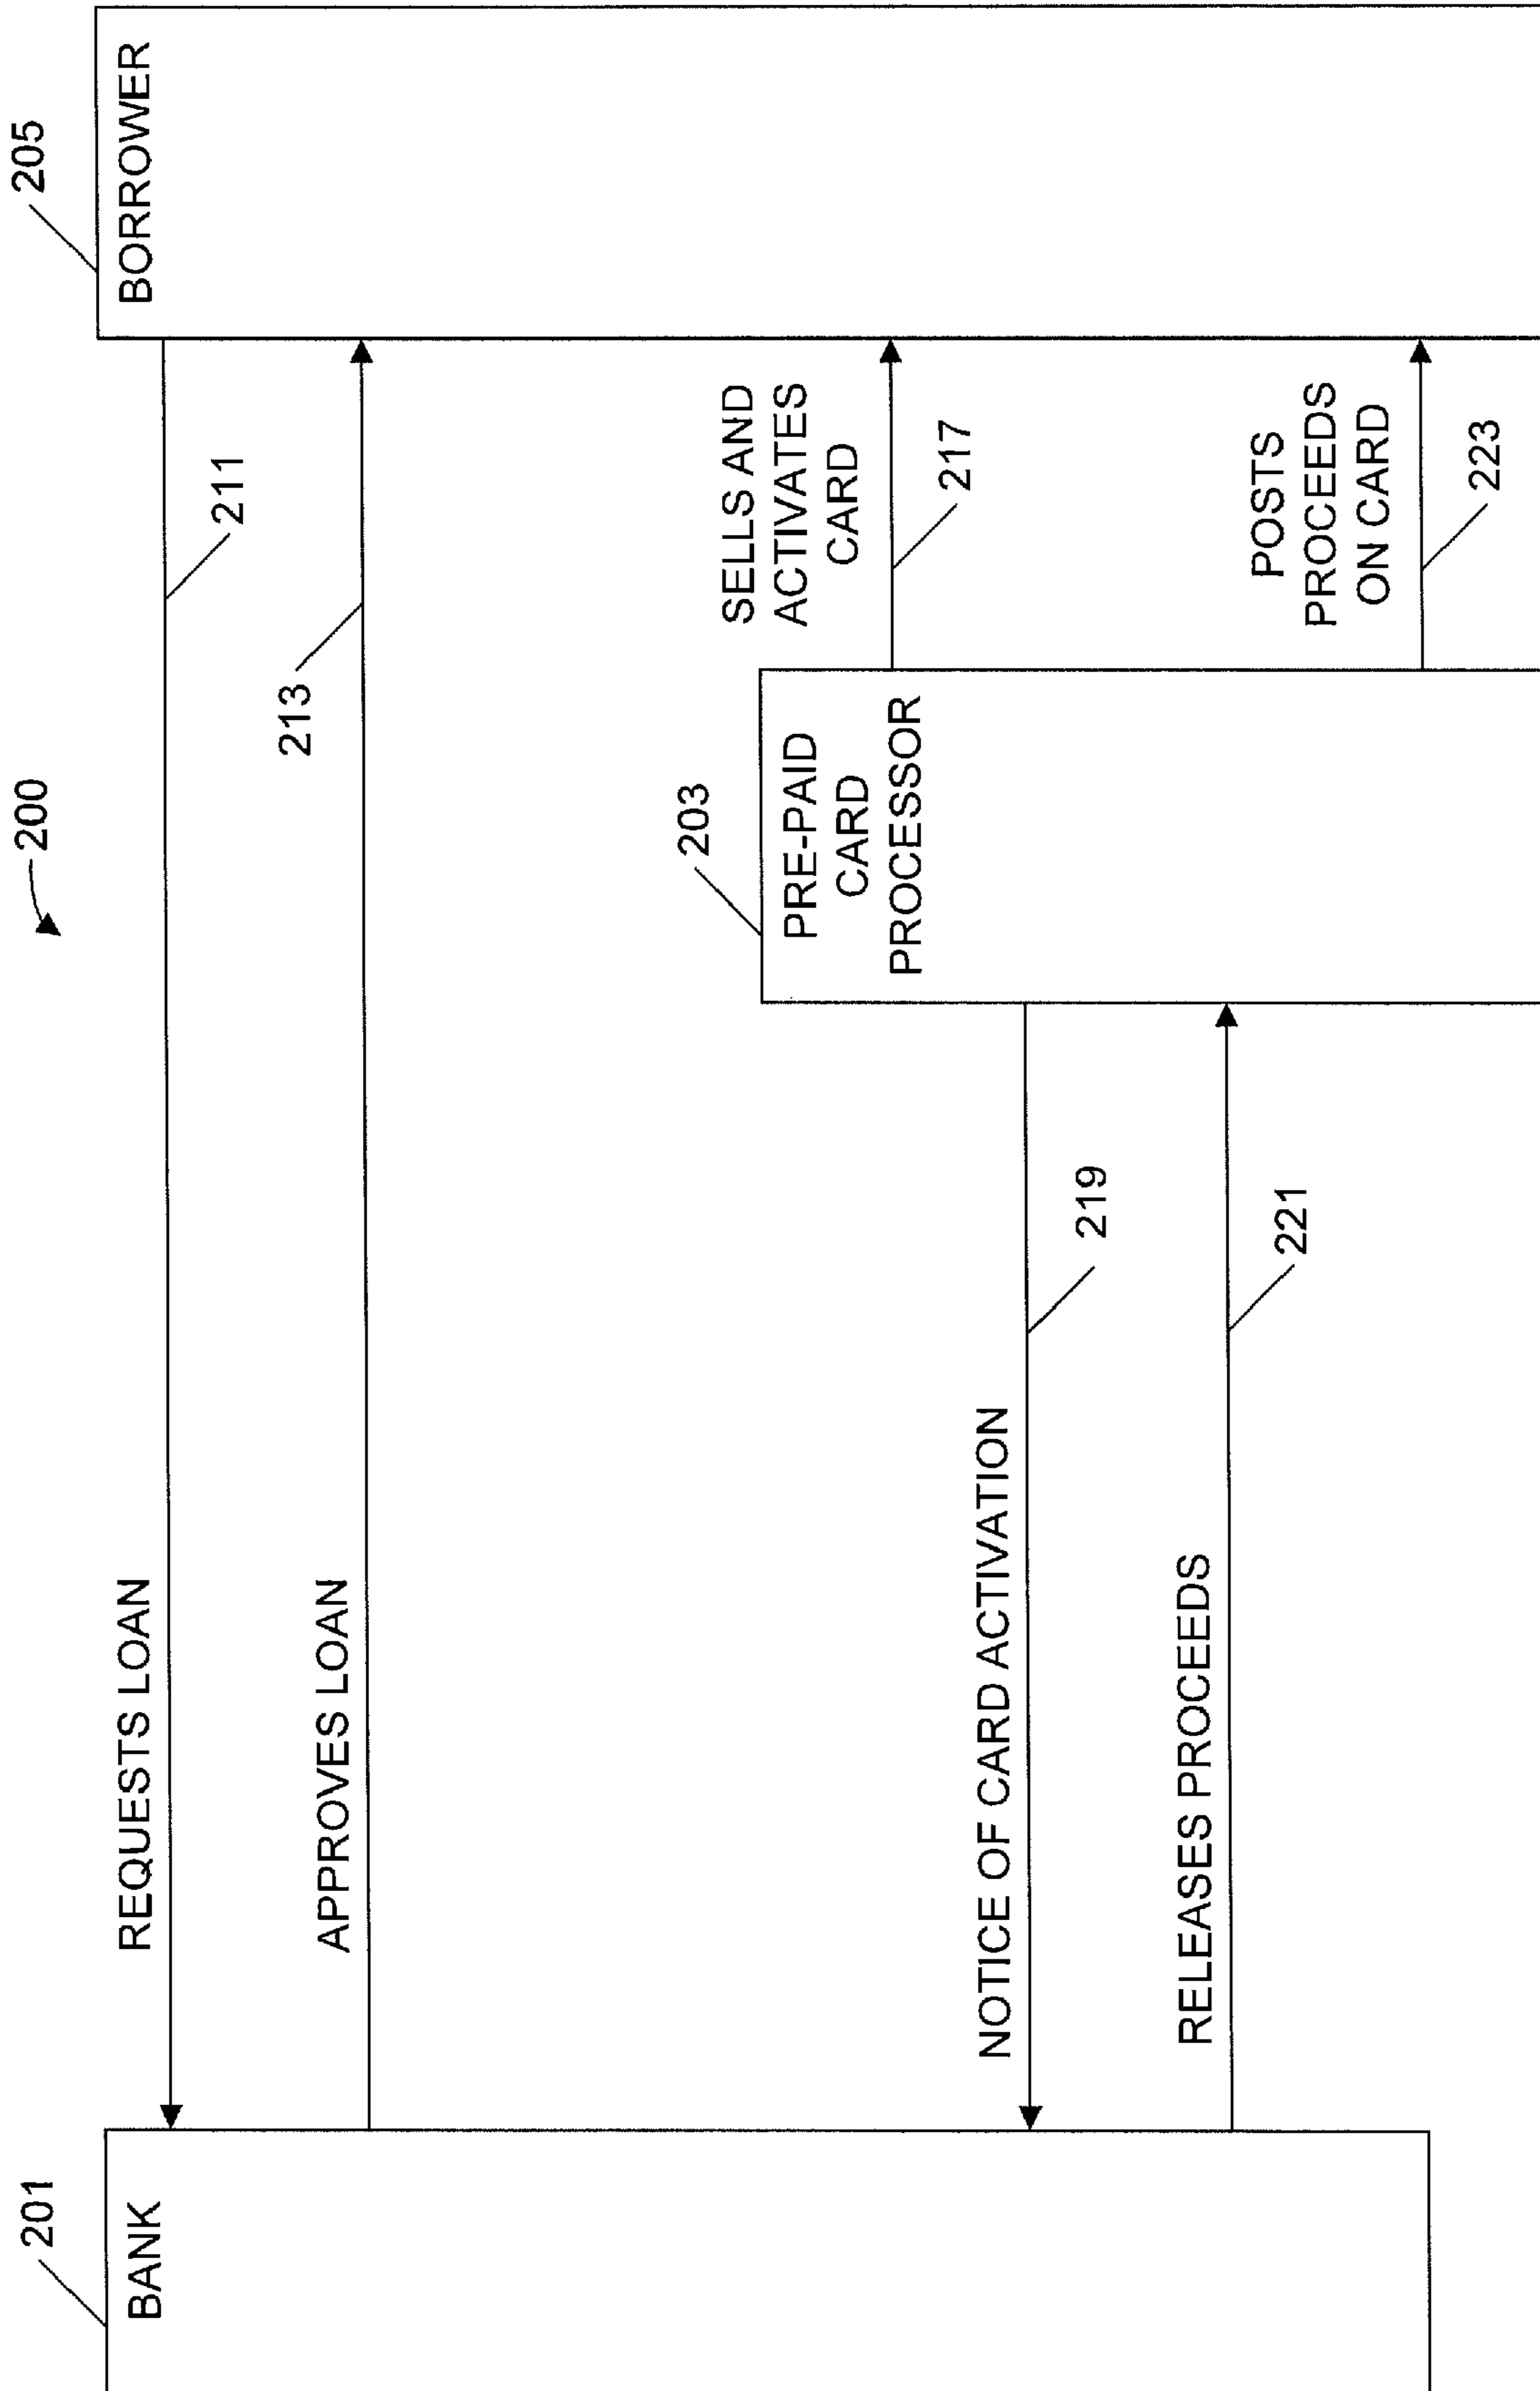 200
201
BANK
205
BORROWER
REQUESTS LOAN
211
APPROVES LOAN
213
203
PRE-PAID
CARD
PROCESSOR
SELLS AND
ACTIVATES
CARD
217
NOTICE OF CARD ACTIVATION
219
RELEASES PROCEEDS
221
POSTS
PROCEEDS
ON CARD
223